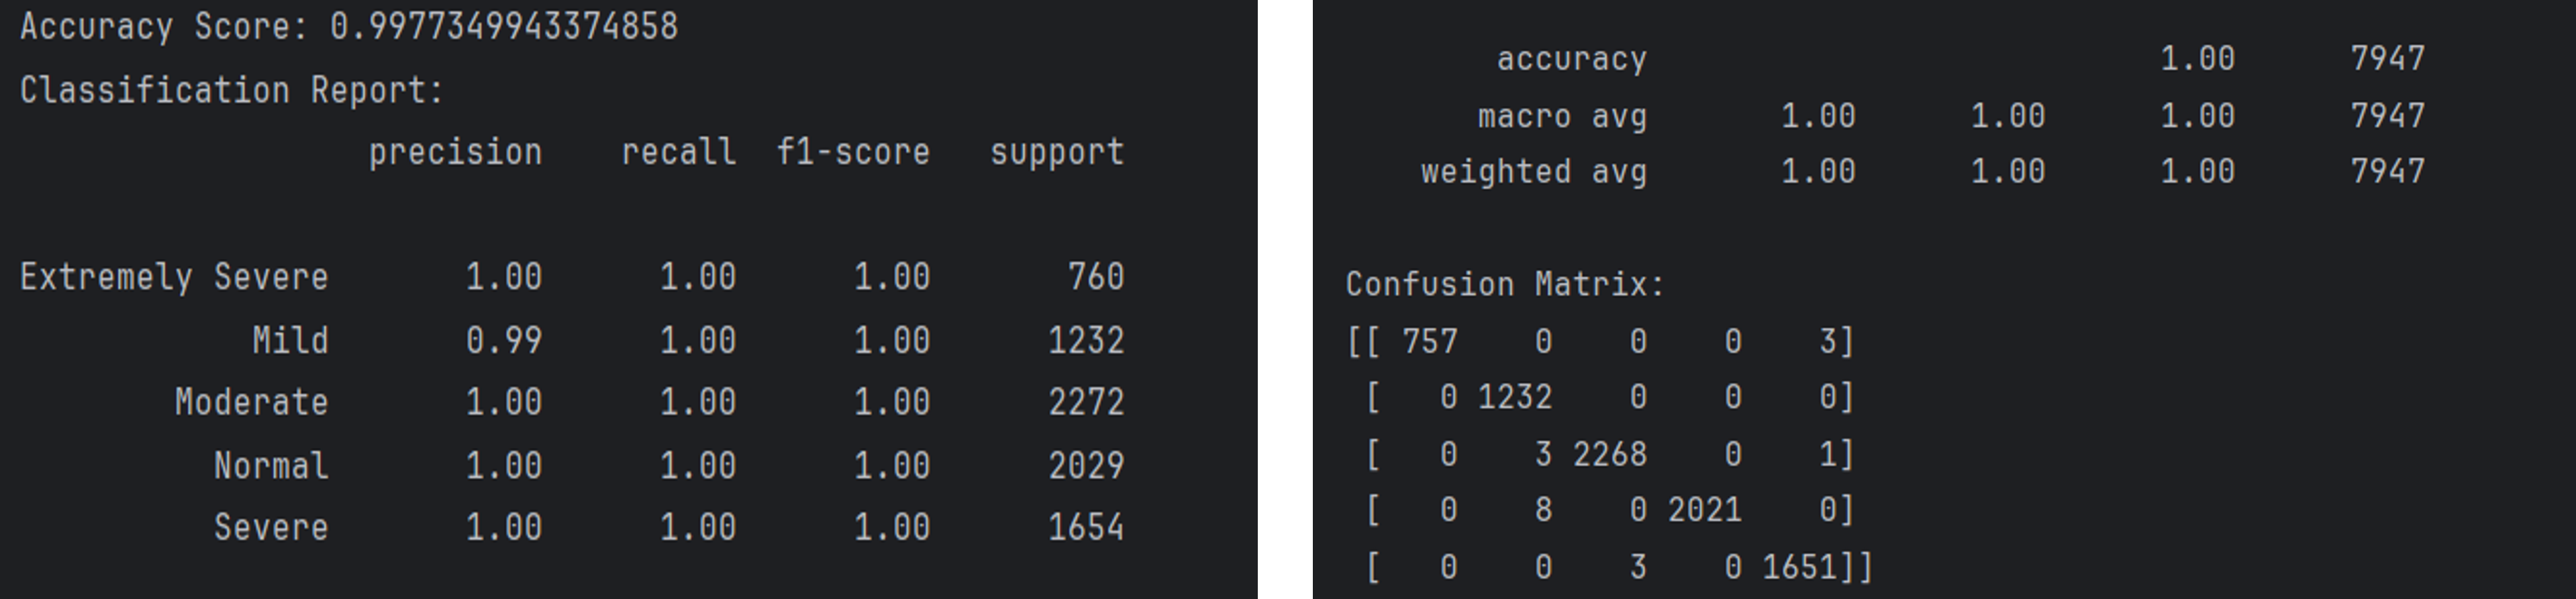 Accuracy Score: 0.9977349943374858
Classification Report:
precision recall f1-score support
Extremely Severe 1.00 1.00 1.00 760
Mild 0.99 1.00 1.00 1232
Moderate 1.00 1.00 1.00 2272
Normal 1.00 1.00 1.00 2029
Severe 1.00 1.00 1.00 1654
accuracy 1.00 7947
macro avg 1.00 1.00 1.00 7947
weighted avg 1.00 1.00 1.00 7947
Confusion Matrix:
[[ 757 0 0 0 3]
[ 0 1232 0 0 0]
[ 0 3 2268 0 1]
[ 0 8 0 2021 0]
[ 0 0 3 0 1651]]